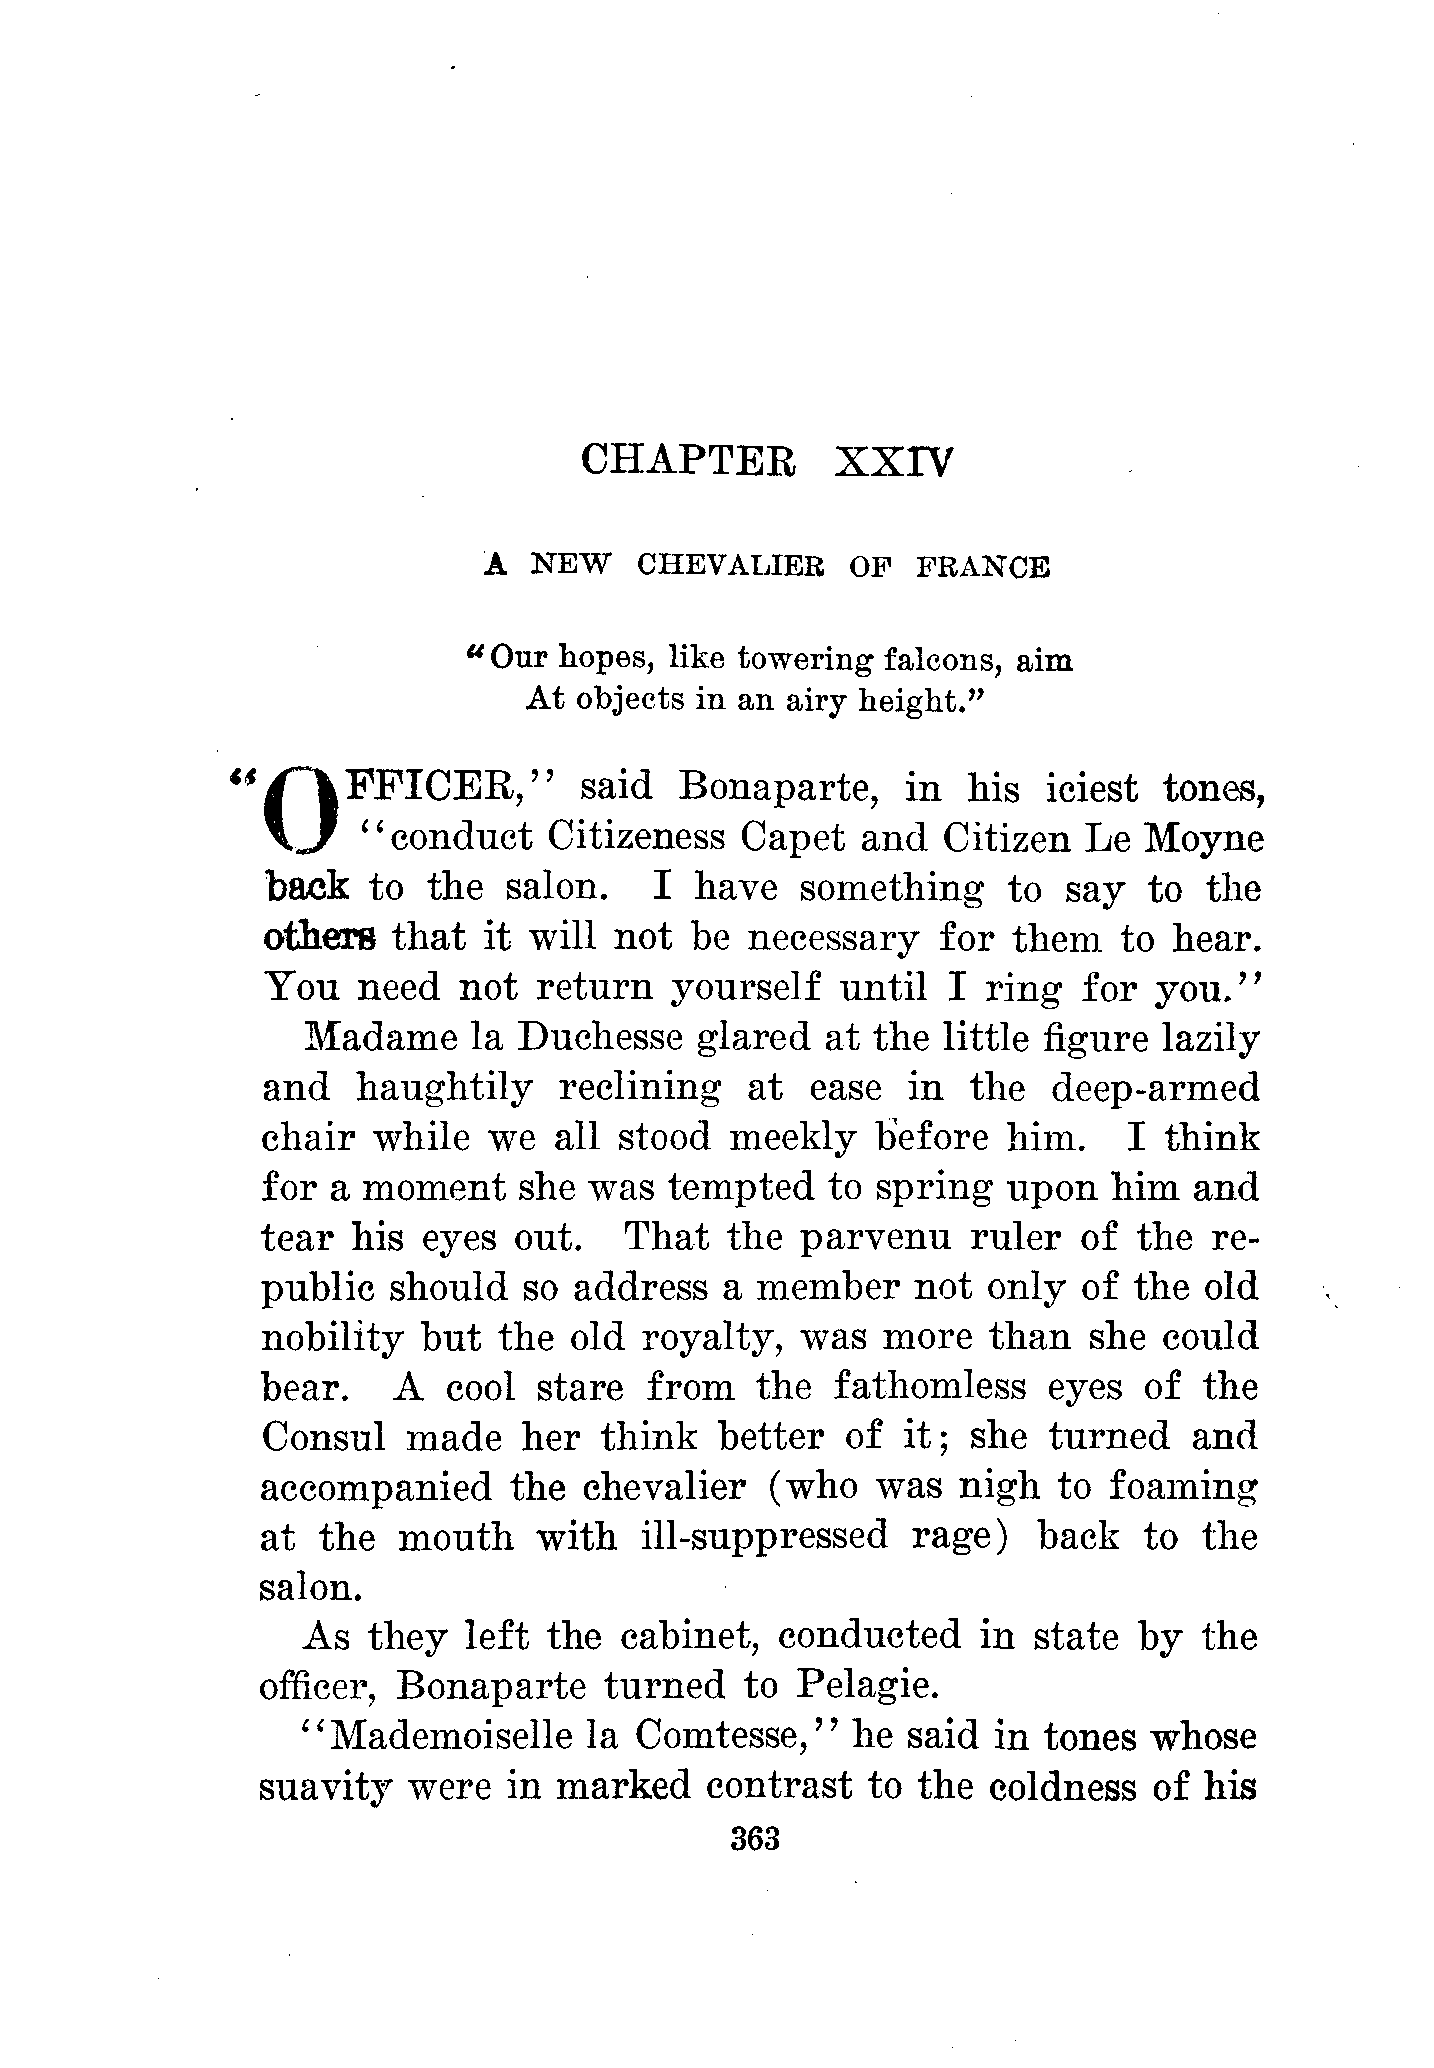 CHAPTER XXIV
A NEW CHEVALIER OF FRANCE
"Our hopes, like towering falcons, aim
At objects in an airy height."
"OFFICER," said Bonaparte, in his iciest tones,
"conduct Citizeness Capet and Citizen Le Moyne
back to the salon. I have something to say to the
others that it will not be necessary for them to hear.
You need not return yourself until I ring for you."
Madame la Duchesse glared at the little figure lazily
and haughtily reclining at ease in the deep-armed
chair while we all stood meekly before him. I think
for a moment she was tempted to spring upon him and
tear his eyes out. That the parvenu ruler of the re-
public should so address a member not only of the old
nobility but the old royalty, was more than she could
bear. A cool stare from the fathomless eyes of the
Consul made her think better of it; she turned and
accompanied the chevalier (who was nigh to foaming
at the mouth with ill-suppressed rage) back to the
salon.
As they left the cabinet, conducted in state by the
officer, Bonaparte turned to Pelagie.
"Mademoiselle la Comtesse," he said in tones whose
suavity were in marked contrast to the coldness of his
363